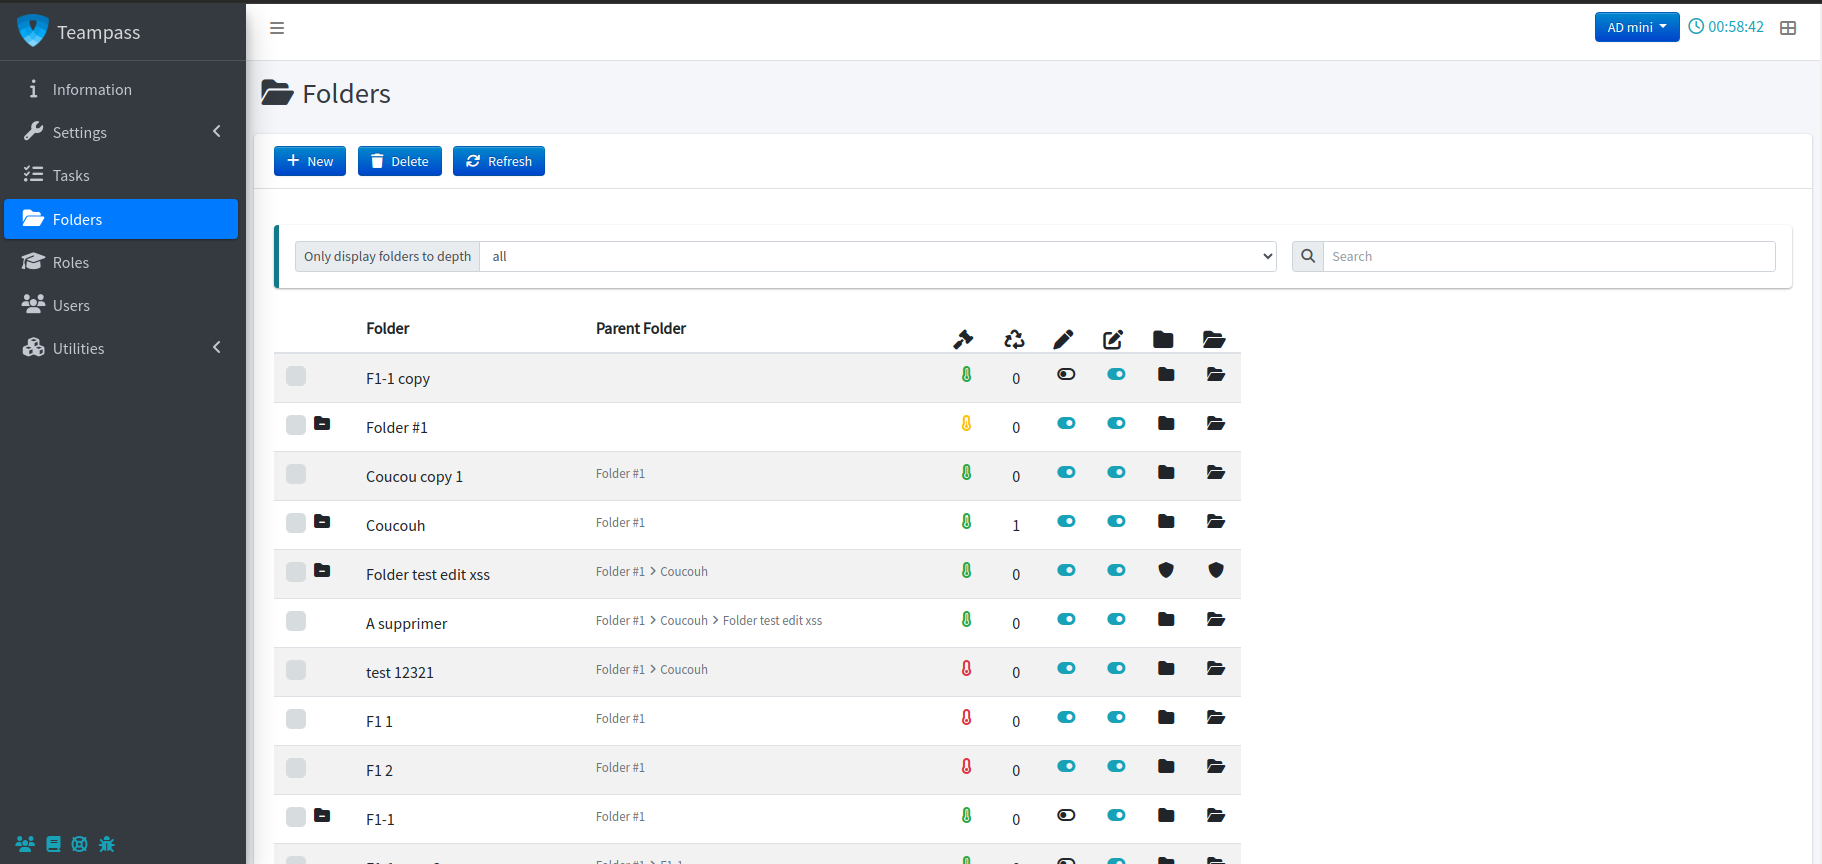 Teampass
AD mini
00:58:42
Information
Settings
Tasks
Folders
Roles
Users
Utilities
Folders
New
Delete
Refresh
Only display folders to depth
all
Search
Folder Parent Folder
F1-1 copy 0
Folder #1 0
Coucou copy 1 Folder #1 0
Coucouh Folder #1 1
Folder test edit xss Folder #1 > Coucouh 0
A supprimer Folder #1 > Coucouh > Folder test edit xss 0
test 12321 Folder #1 > Coucouh 0
F1 1 Folder #1 0
F1 2 Folder #1 0
F1-1 Folder #1 0